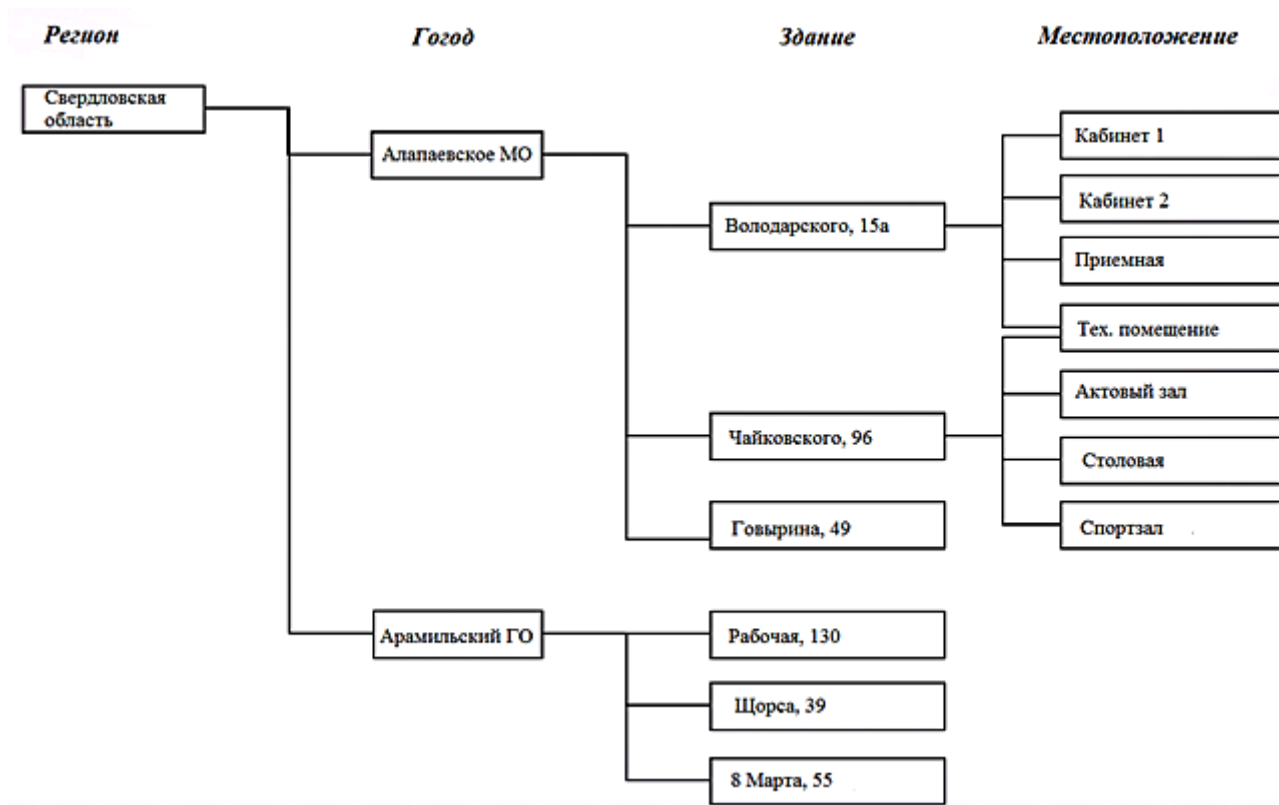 Регион
Гогод
Здание
Местоположение
Свердловская
область
Алапаевское МО
Володарского, 15а
Кабинет 1
Кабинет 2
Приемная
Тех. помещение
Чайковского, 96
Актовый зал
Столовая
Спортзал
Говырина, 49
Арамильский ГО
Рабочая, 130
Щорса, 39
8 Марта, 55